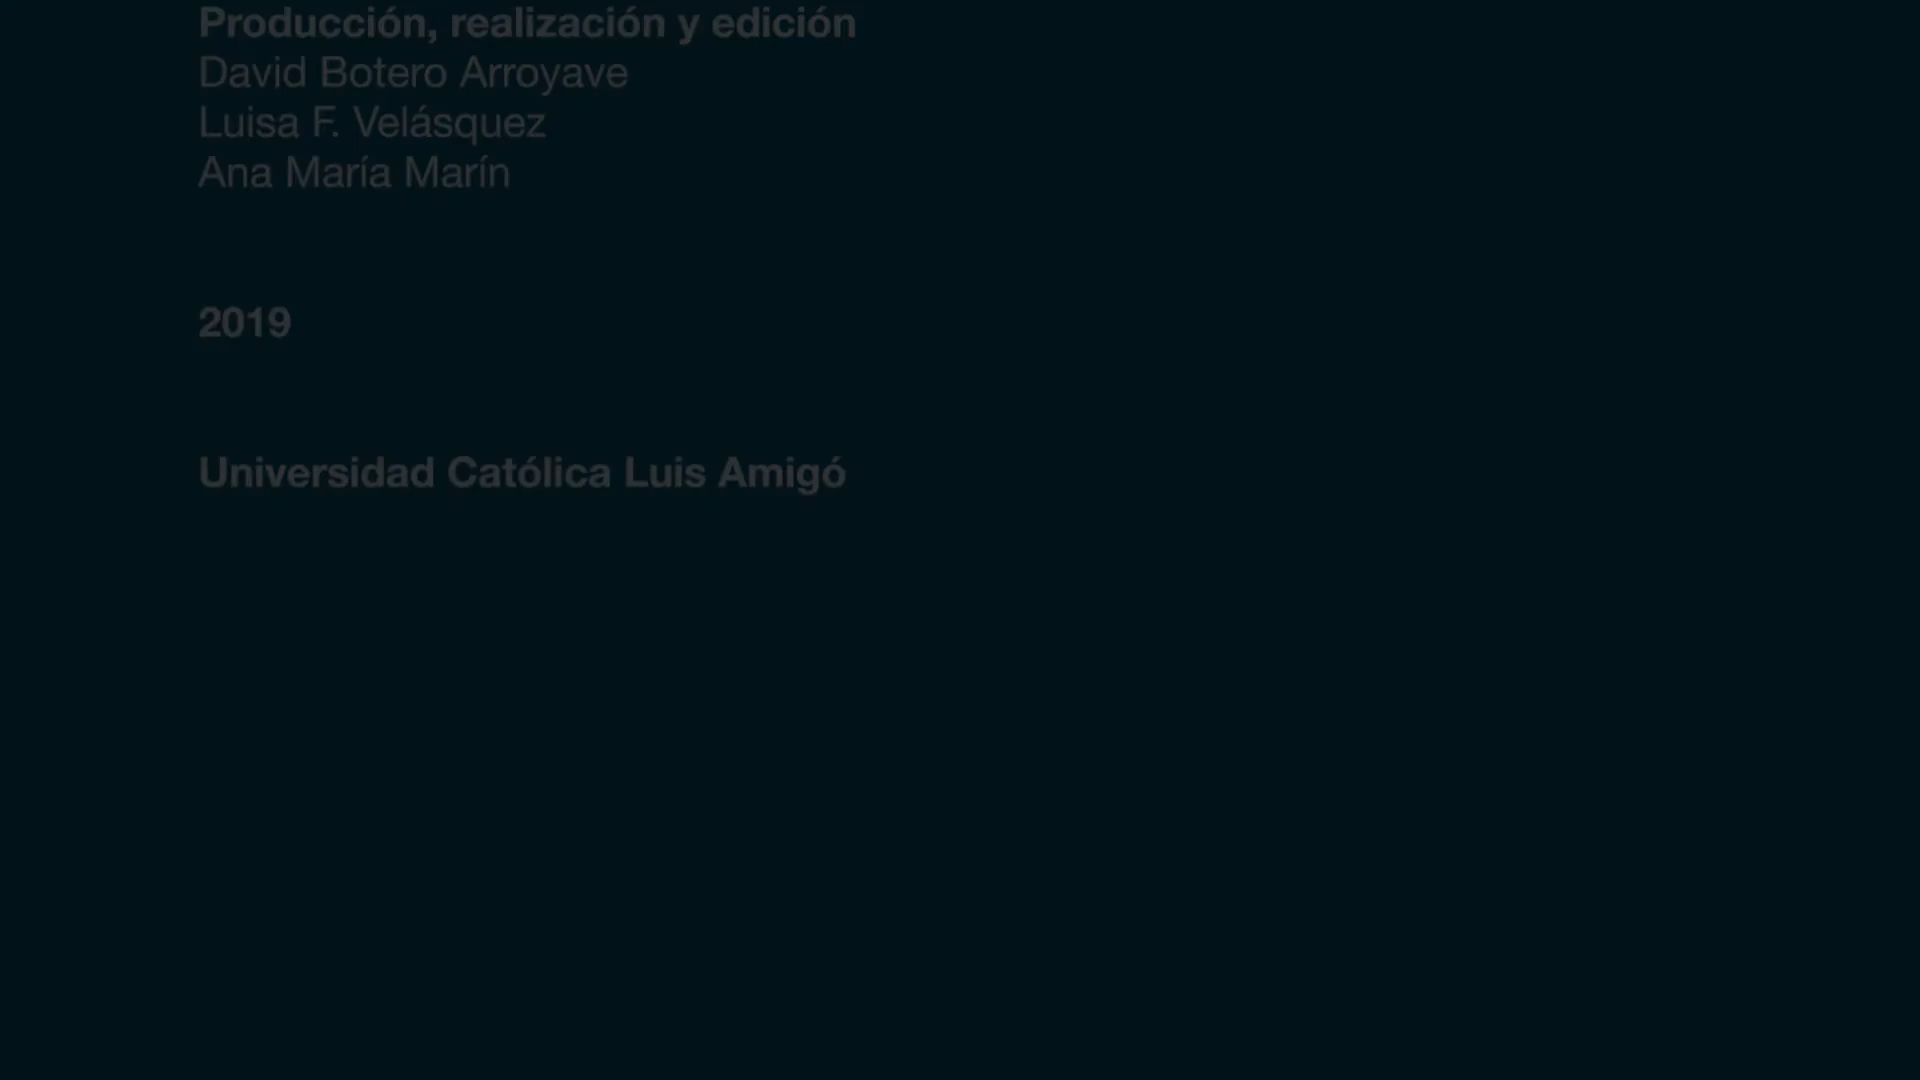 Producción, realización y edición
David Botero Arroyave
Luisa F. Velásquez
Ana María Marín
2019
Universidad Católica Luis Amigó